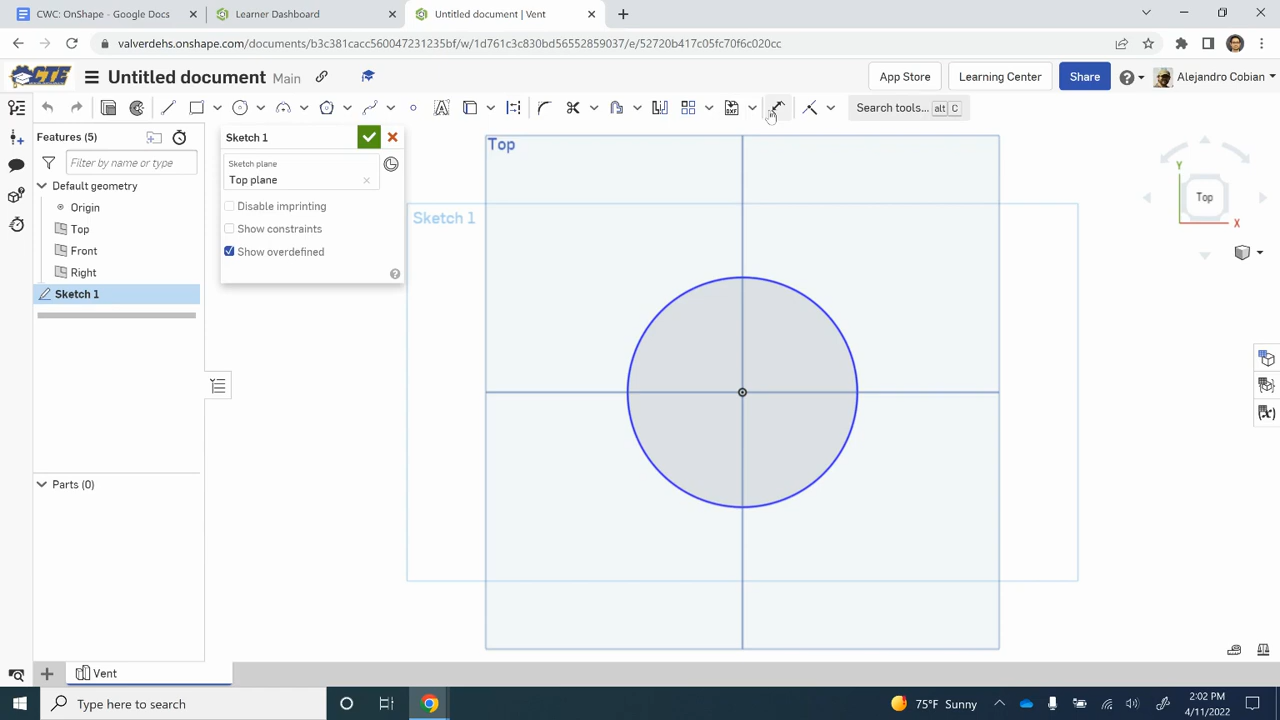 CWC: OnShape - Google Docs
Learner Dashboard
Untitled document | Vent
valverdehs.onshape.com/documents/b3c381cacc560047231235bf/w/1d761c3c830bd56552859037/e/52720b417c05fc70f6c020cc
CTE
Untitled document Main
App Store
Learning Center
Share
Alejandro Cobian
Search tools... alt C
Features (5)
Filter by name or type
Default geometry
Origin
Top
Front
Right
Sketch 1
Parts (0)
Sketch 1
Sketch plane
Top plane
Disable imprinting
Show constraints
Show overdefined
Top
Sketch 1
Y
Top
X
(x)
Vent
Type here to search
75°F Sunny
2:02 PM
4/11/2022